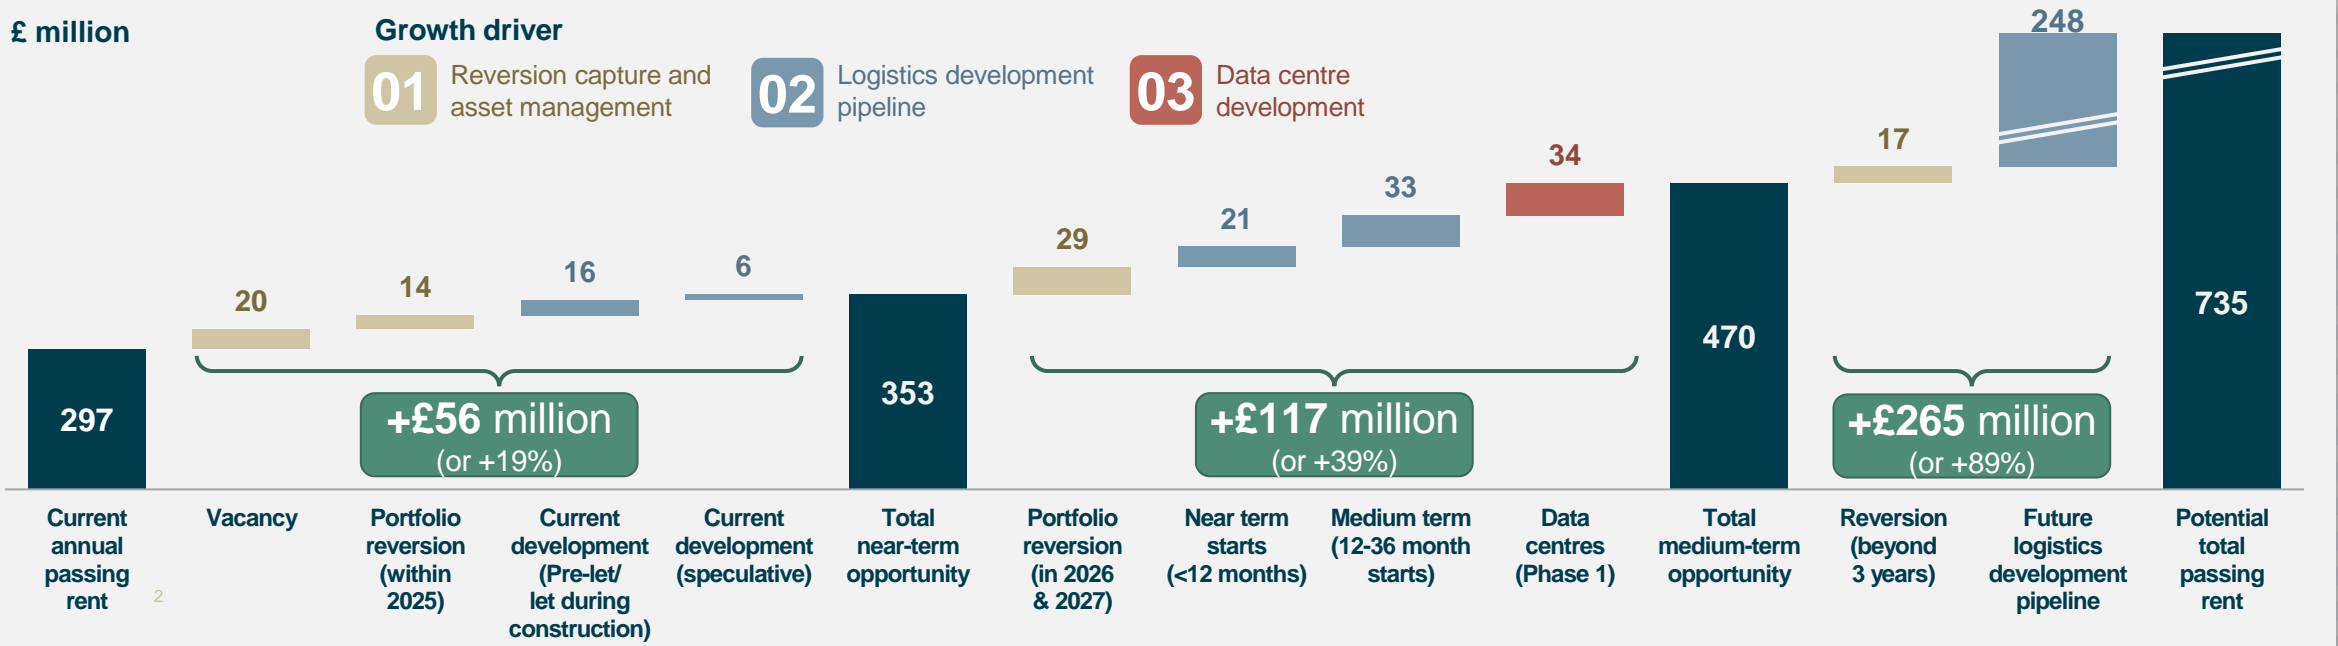 £ million
Growth driver
01
Reversion capture and
asset management
02
Logistics development
pipeline
03
Data centre
development
297
20
14
16
6
353
29
21
33
34
470
17
248
735
+£56 million
(or +19%)
+£117 million
(or +39%)
+£265 million
(or +89%)
Current
annual
passing
rent
Vacancy
Portfolio
reversion
(within
2025)
Current
development
(Pre-let/
let during
construction)
Current
development
(speculative)
Total
near-term
opportunity
Portfolio
reversion
(in 2026
& 2027)
Near term
starts
(<12 months)
Medium term
(12-36 month
starts)
Data
centres
(Phase 1)
Total
medium-term
opportunity
Reversion
(beyond
3 years)
Future
logistics
development
pipeline
Potential
total
passing
rent
2